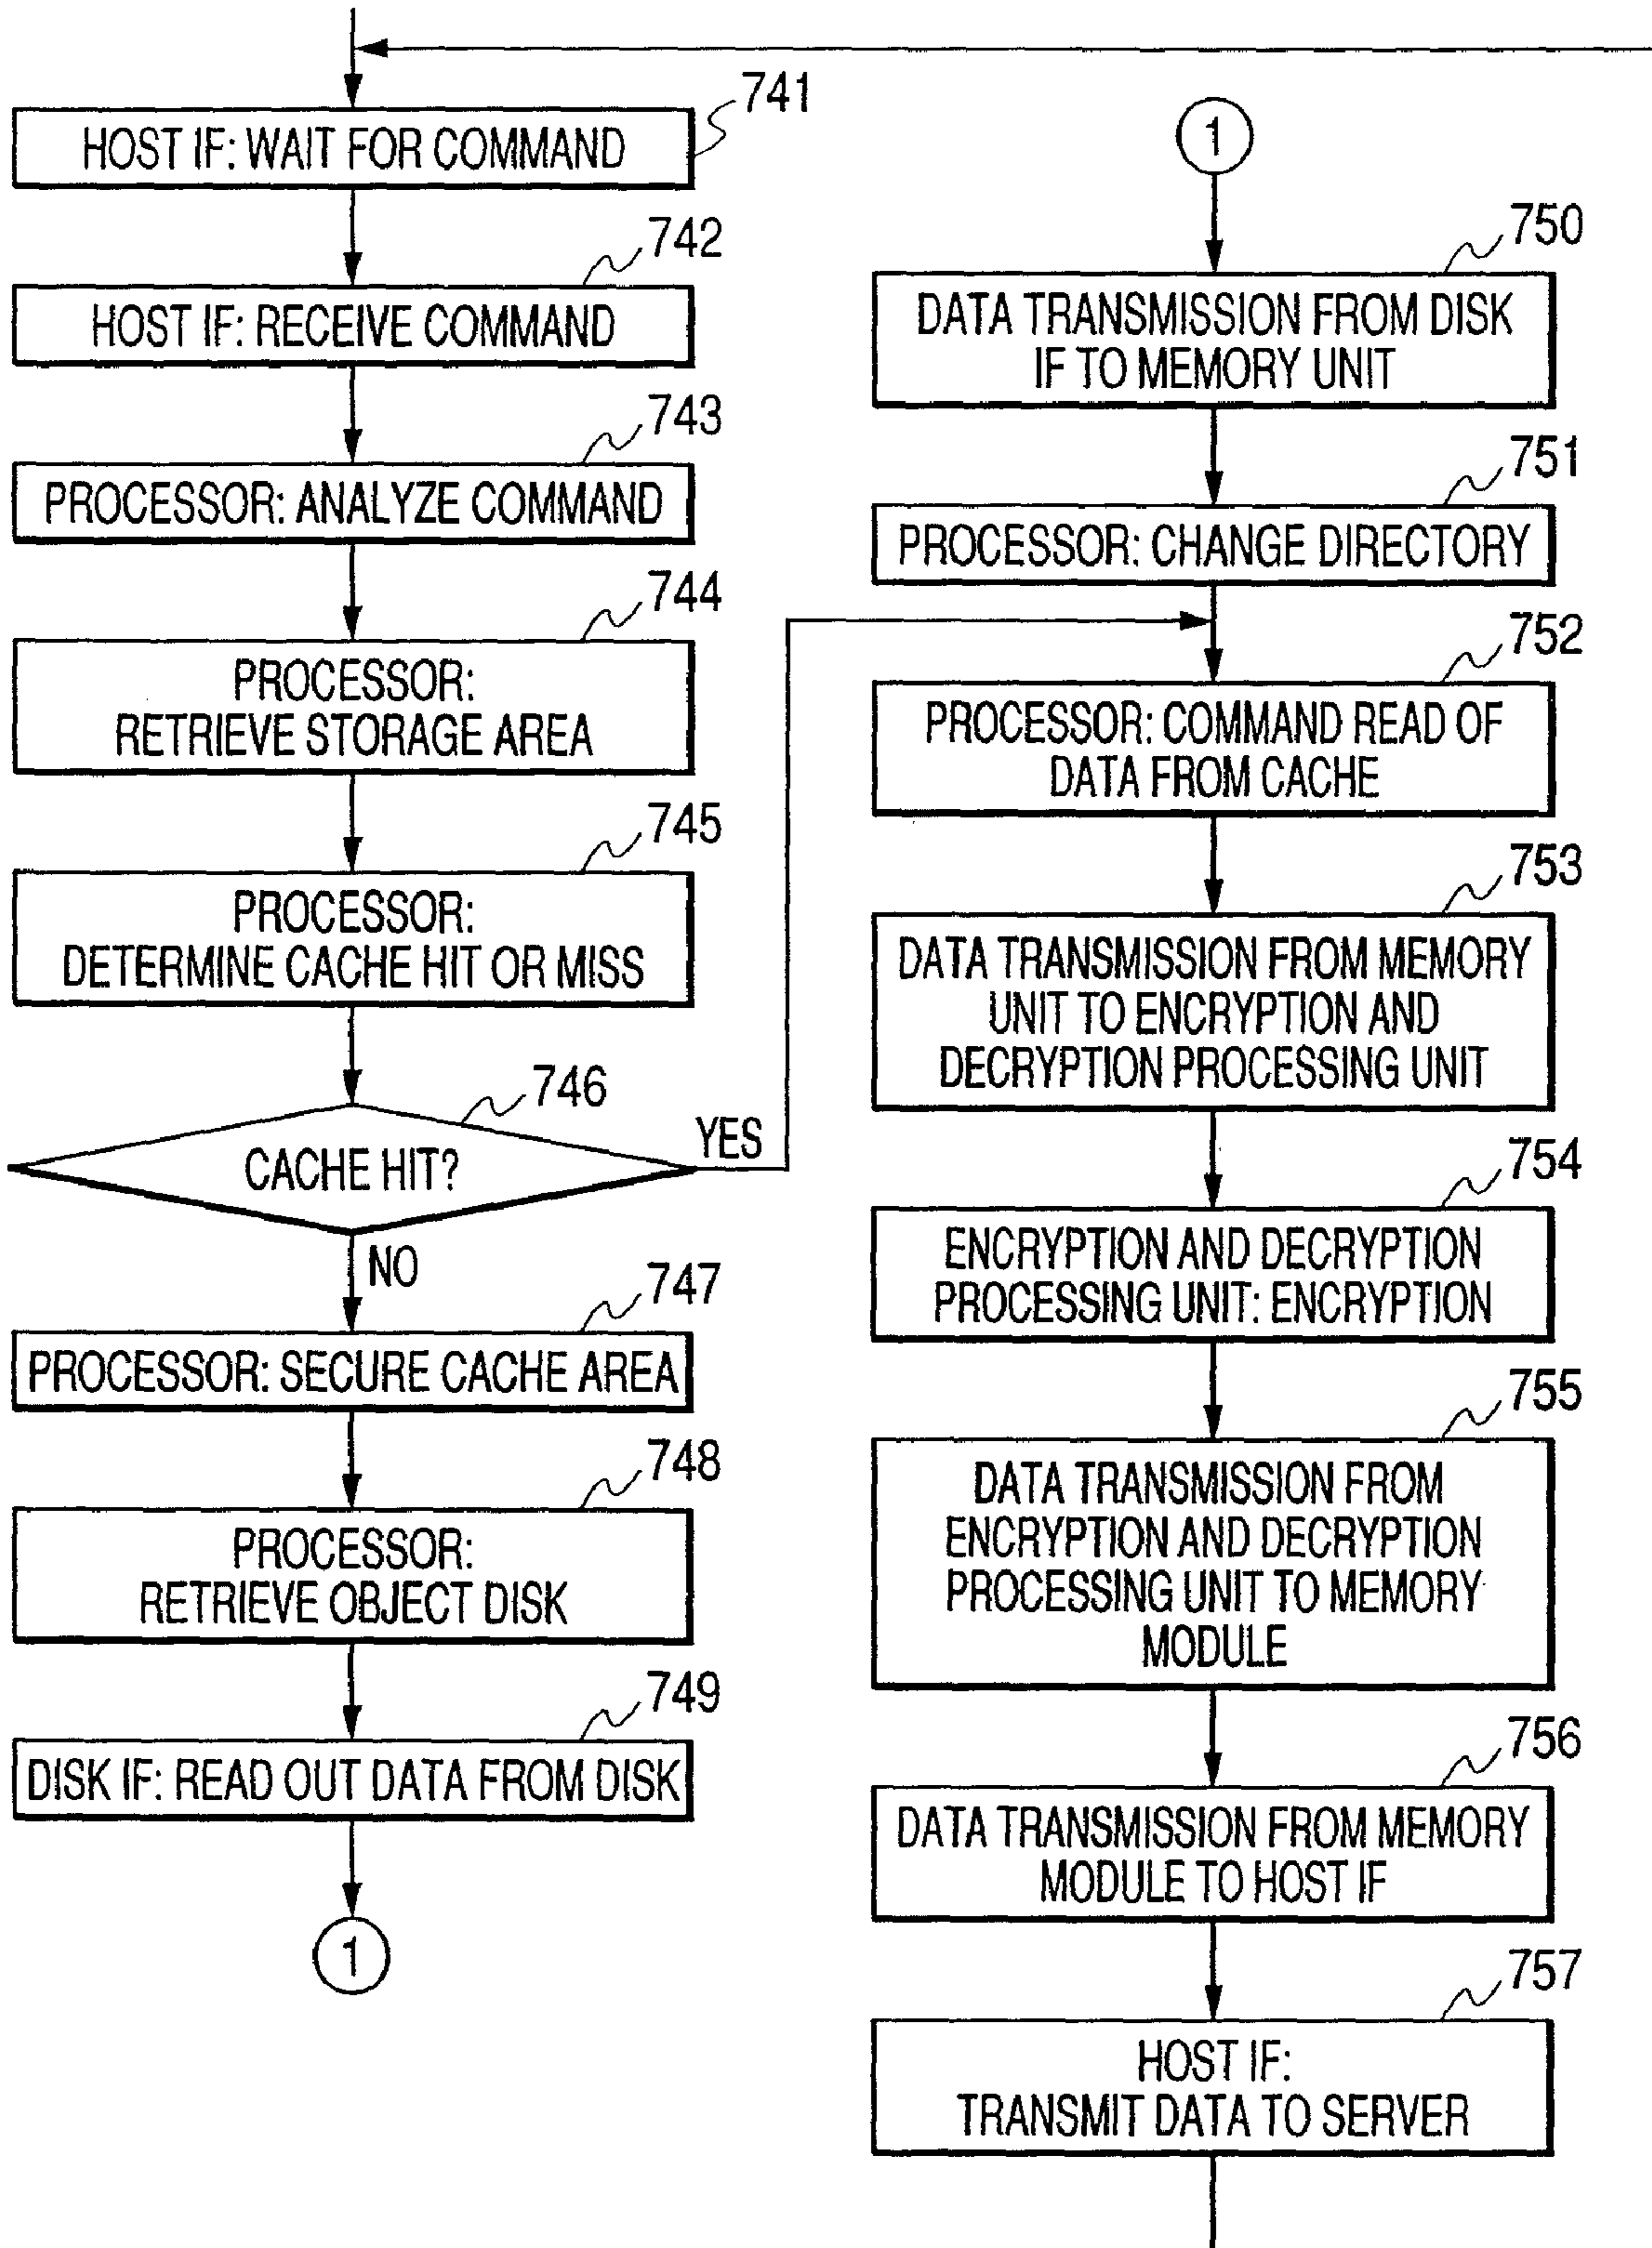 741
HOST IF: WAIT FOR COMMAND
742
HOST IF: RECEIVE COMMAND
743
PROCESSOR: ANALYZE COMMAND
744
PROCESSOR:
RETRIEVE STORAGE AREA
745
PROCESSOR:
DETERMINE CACHE HIT OR MISS
746
CACHE HIT?
YES
NO
747
PROCESSOR: SECURE CACHE AREA
748
PROCESSOR:
RETRIEVE OBJECT DISK
749
DISK IF: READ OUT DATA FROM DISK
1
1
750
DATA TRANSMISSION FROM DISK
IF TO MEMORY UNIT
751
PROCESSOR: CHANGE DIRECTORY
752
PROCESSOR: COMMAND READ OF
DATA FROM CACHE
753
DATA TRANSMISSION FROM MEMORY
UNIT TO ENCRYPTION AND
DECRYPTION PROCESSING UNIT
754
ENCRYPTION AND DECRYPTION
PROCESSING UNIT: ENCRYPTION
755
DATA TRANSMISSION FROM
ENCRYPTION AND DECRYPTION
PROCESSING UNIT TO MEMORY
MODULE
756
DATA TRANSMISSION FROM MEMORY
MODULE TO HOST IF
757
HOST IF:
TRANSMIT DATA TO SERVER